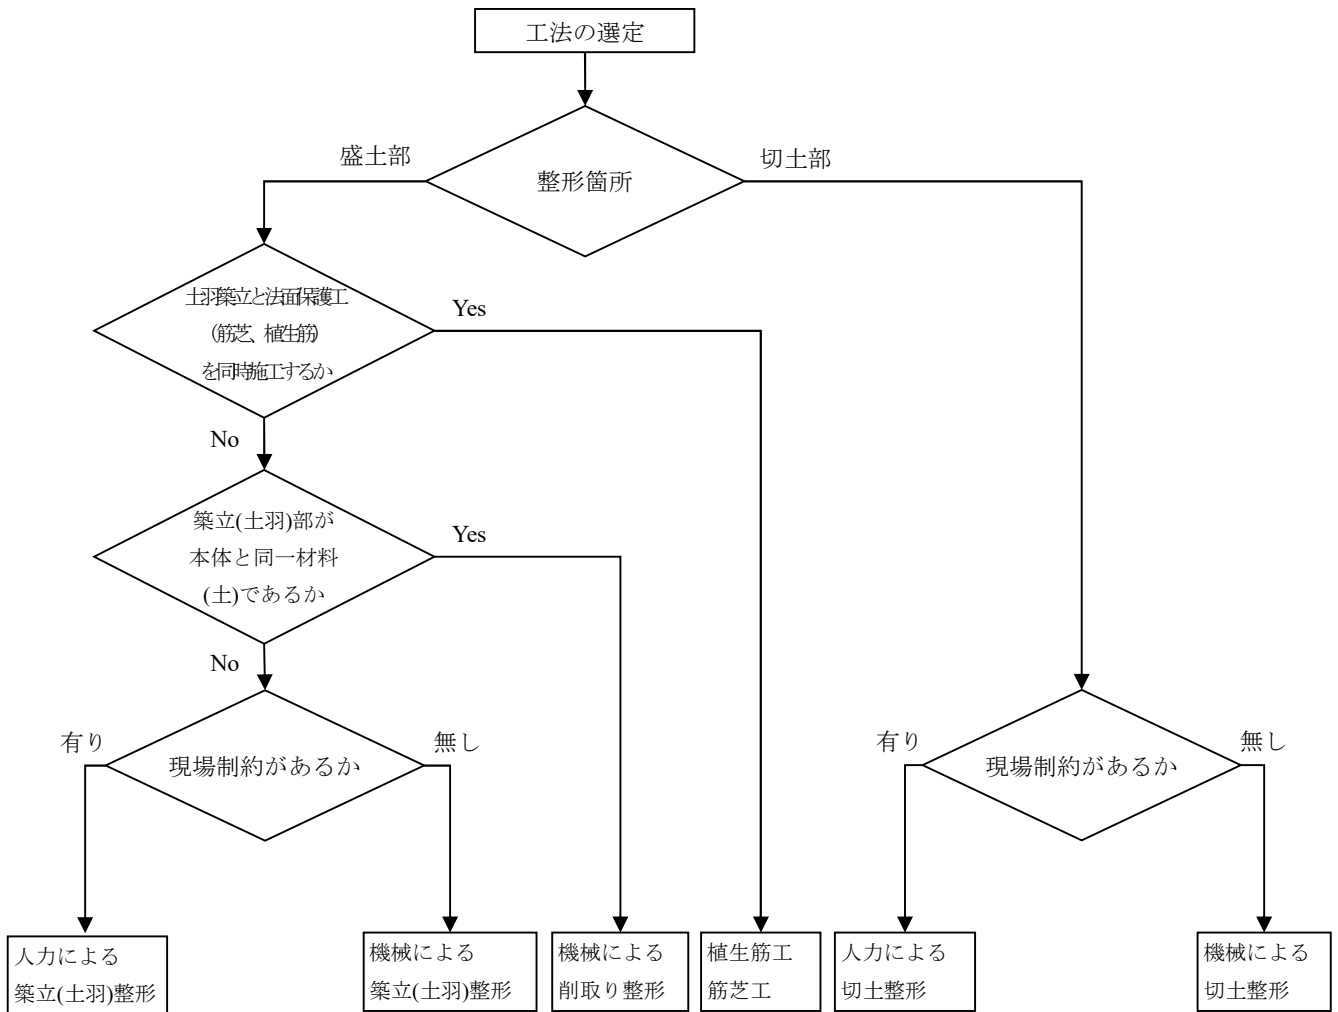 工法の選定
盛土部
切土部
整形箇所
土羽築立と法面保護工
(筋芝、植生筋)
を同時施工するか
Yes
No
築立(土羽)部が
本体と同一材料
(土)であるか
Yes
No
有り
現場制約があるか
無し
有り
現場制約があるか
無し
人力による
築立(土羽)整形
機械による
築立(土羽)整形
機械による
削取り整形
植生筋工
筋芝工
人力による
切土整形
機械による
切土整形